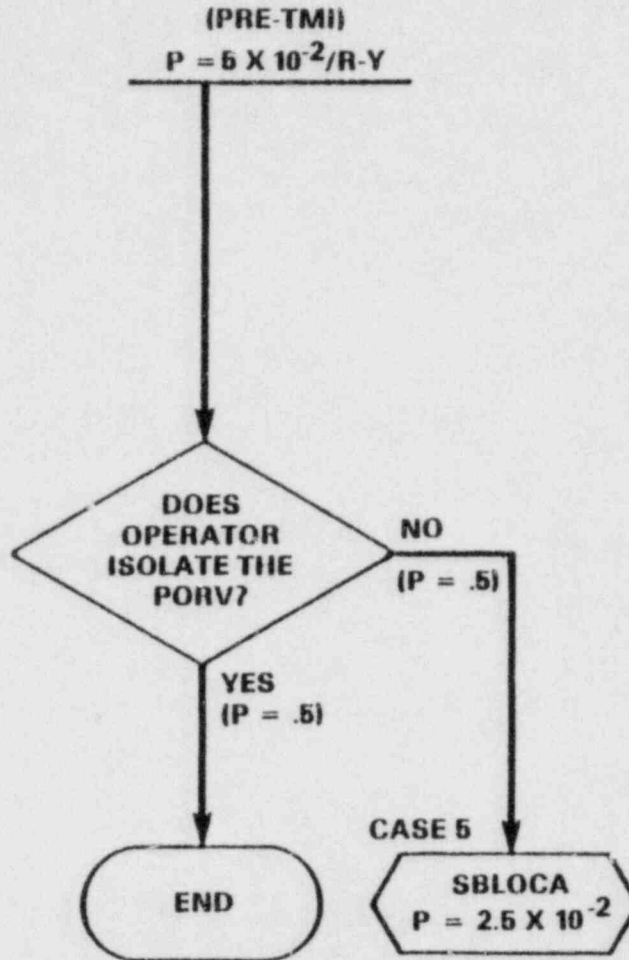 (PRE-TMI)
P = 5 X 10⁻²/R-Y
DOES
OPERATOR
ISOLATE THE
PORV?
NO
(P = .5)
YES
(P = .5)
CASE 5
END
SBLOCA
P = 2.5 X 10⁻²